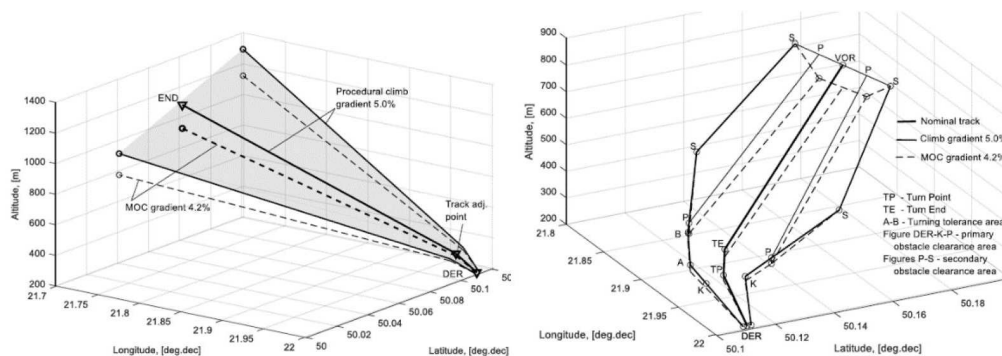 1400
1200
1000
800
600
400
200
Altitude, [m]
21.7
21.75
21.8
21.85
21.9
21.95
22
Longitude, [deg.dec]
50
50.02
50.04
50.06
50.08
50.1
50
Latitude, [deg.dec]
END
Procedural climb
gradient 5.0%
MOC gradient 4.2%
Track adj.
point
DER
900
800
700
600
500
400
300
200
Altitude, [m]
21.8
21.85
21.9
21.95
22
Longitude, [deg.dec]
50.1
50.12
50.14
50.16
50.18
Latitude, [deg.dec]
S
P
VOR
P
S
S
S
P
B
A
K
TE
TP
P
K
DER
Nominal track
Climb gradient 5.0%
MOC gradient 4.2%
TP - Turn Point
TE - Turn End
A-B - Turning tolerance area
Figure DER-K-P - primary
obstacle clearance area
Figures P-S - secondary
obstacle clearance area